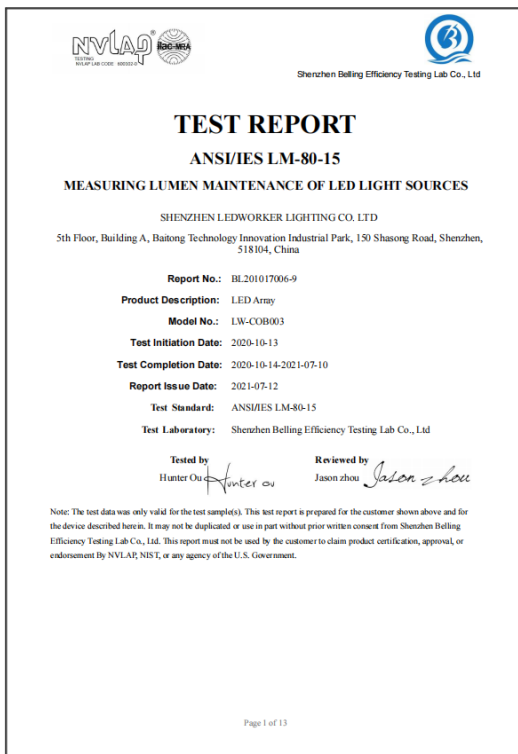 NVLAP®
ilac-MRA
TESTING
NVLAP LAB CODE: 600032-0
Shenzhen Belling Efficiency Testing Lab Co., Ltd
TEST REPORT
ANSI/IES LM-80-15
MEASURING LUMEN MAINTENANCE OF LED LIGHT SOURCES
SHENZHEN LEDWORKER LIGHTING CO. LTD
5th Floor, Building A, Baitong Technology Innovation Industrial Park, 150 Shasong Road, Shenzhen,
518104, China
Report No.: BL201017006-9
Product Description: LED Array
Model No.: LW-COB003
Test Initiation Date: 2020-10-13
Test Completion Date: 2020-10-14-2021-07-10
Report Issue Date: 2021-07-12
Test Standard: ANSI/IES LM-80-15
Test Laboratory: Shenzhen Belling Efficiency Testing Lab Co., Ltd
Tested by Reviewed by
Hunter Ou Hunter ou Jason zhou Jason zhou
Note: The test data was only valid for the test sample(s). This test report is prepared for the customer shown above and for
the device described herein. It may not be duplicated or use in part without prior written consent from Shenzhen Belling
Efficiency Testing Lab Co., Ltd. This report must not be used by the customer to claim product certification, approval, or
endorsement By NVLAP, NIST, or any agency of the U.S. Government.
Page 1 of 13